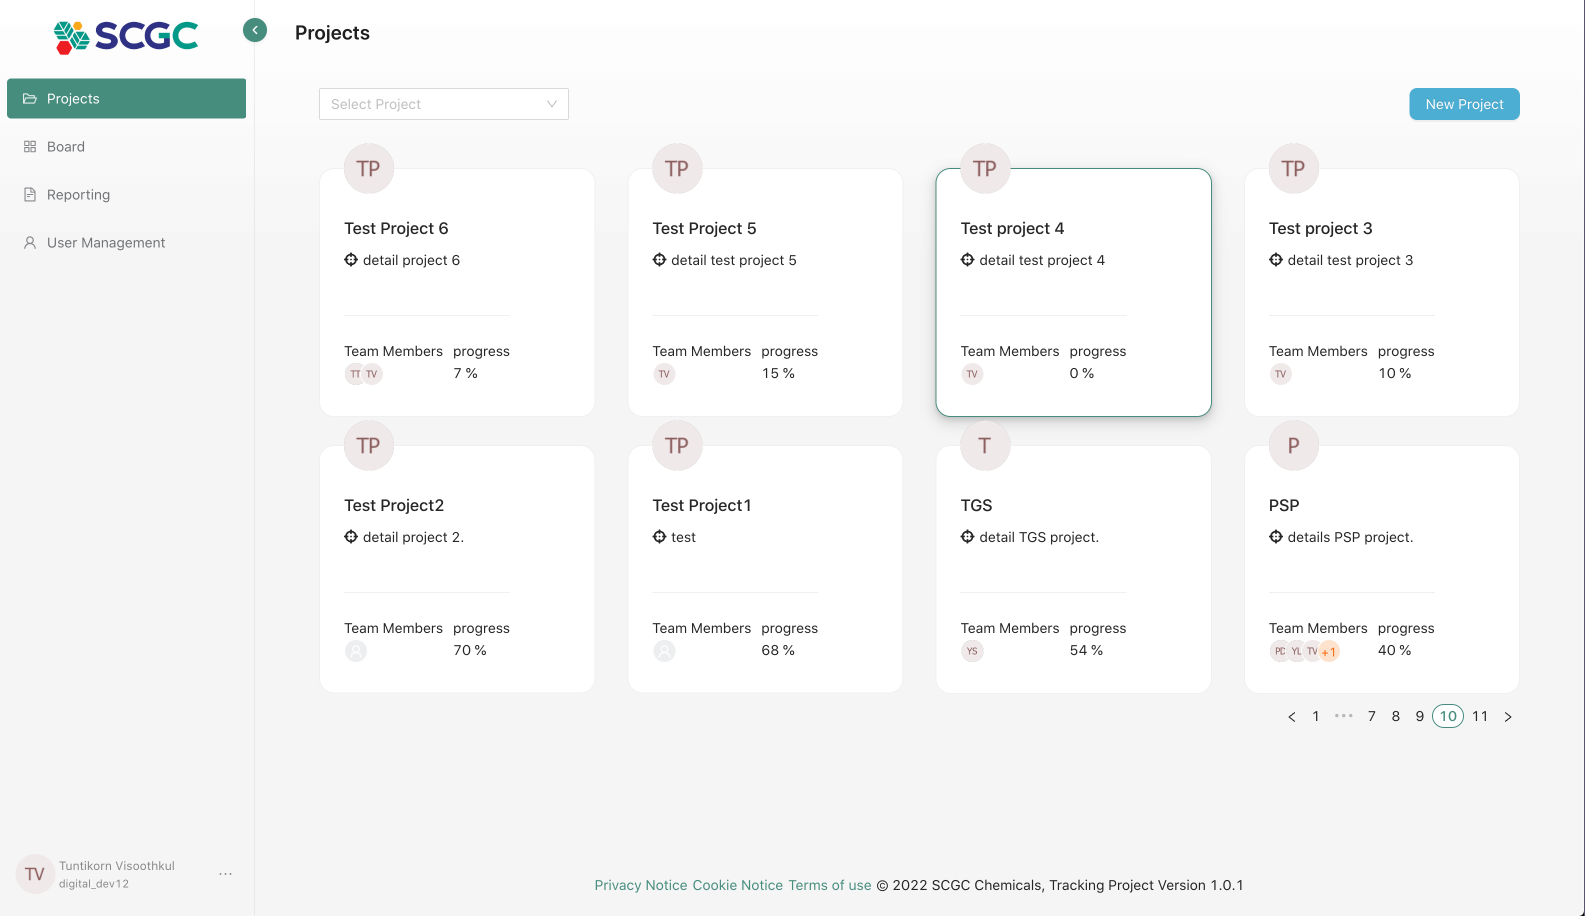 SCGC
Projects
Board
Reporting
User Management
TV
Tuntikorn Visoothkul
digital_dev12
...
Projects
Select Project
New Project
TP
Test Project 6
detail project 6
Team Members progress
TT TV 7 %
TP
Test Project 5
detail test project 5
Team Members progress
TV 15 %
TP
Test project 4
detail test project 4
Team Members progress
TV 0 %
TP
Test project 3
detail test project 3
Team Members progress
TV 10 %
TP
Test Project2
detail project 2.
Team Members progress
70 %
TP
Test Project1
test
Team Members progress
68 %
T
TGS
detail TGS project.
Team Members progress
YS 54 %
P
PSP
details PSP project.
Team Members progress
PD YL TV +1 40 %
< 1 ••• 7 8 9 10 11 >
Privacy Notice Cookie Notice Terms of use © 2022 SCGC Chemicals, Tracking Project Version 1.0.1